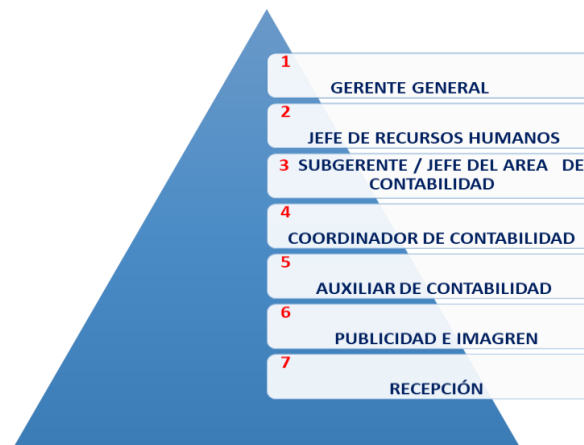 1
GERENTE GENERAL
2
JEFE DE RECURSOS HUMANOS
3 SUBGERENTE / JEFE DEL AREA DE
CONTABILIDAD
4
COORDINADOR DE CONTABILIDAD
5
AUXILIAR DE CONTABILIDAD
6
PUBLICIDAD E IMAGREN
7
RECEPCIÓN